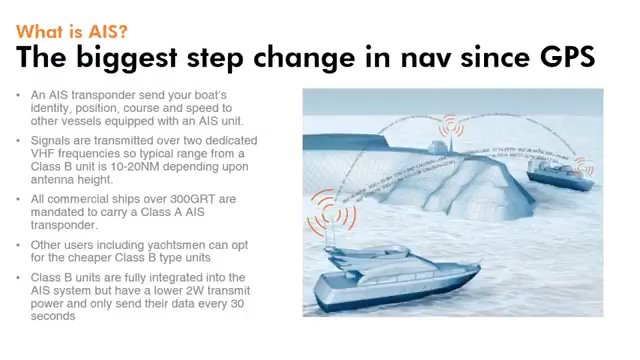 What is AIS?
The biggest step change in nav since GPS
• An AIS transponder send your boat's
identity, position, course and speed to
other vessels equipped with an AIS unit.
• Signals are transmitted over two dedicated
VHF frequencies so typical range from a
Class B unit is 10-20NM depending upon
antenna height.
• All commercial ships over 300GRT are
mandated to carry a Class A AIS
transponder.
• Other users including yachtsmen can opt
for the cheaper Class B type units
• Class B units are fully integrated into the
AIS system but have a lower 2W transmit
power and only send their data every 30
seconds